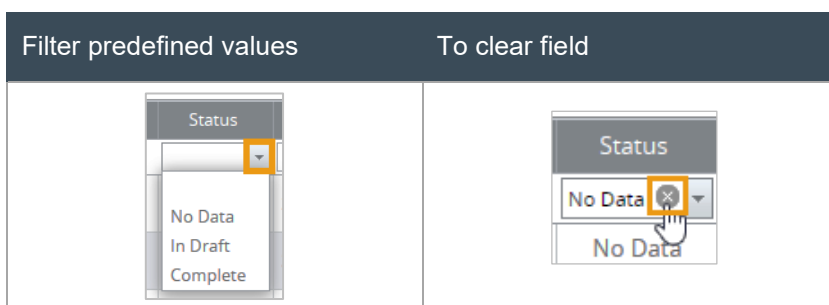 Filter predefined values
To clear field
Status
No Data
In Draft
Complete
Status
No Data
No Data